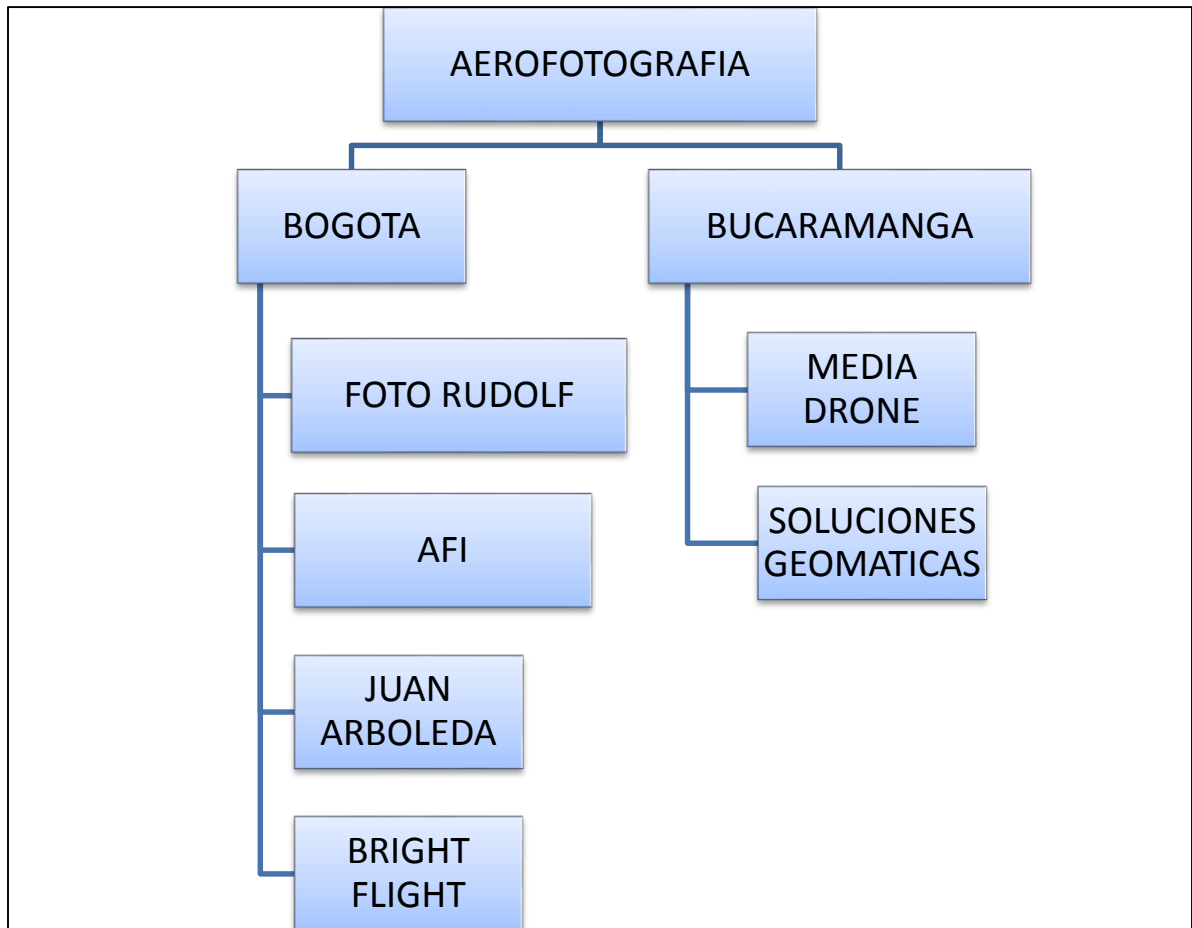 AEROFOTOGRAFIA
BOGOTA
FOTO RUDOLF
AFI
JUAN
ARBOLEDA
BRIGHT
FLIGHT
BUCARAMANGA
MEDIA
DRONE
SOLUCIONES
GEOMATICAS